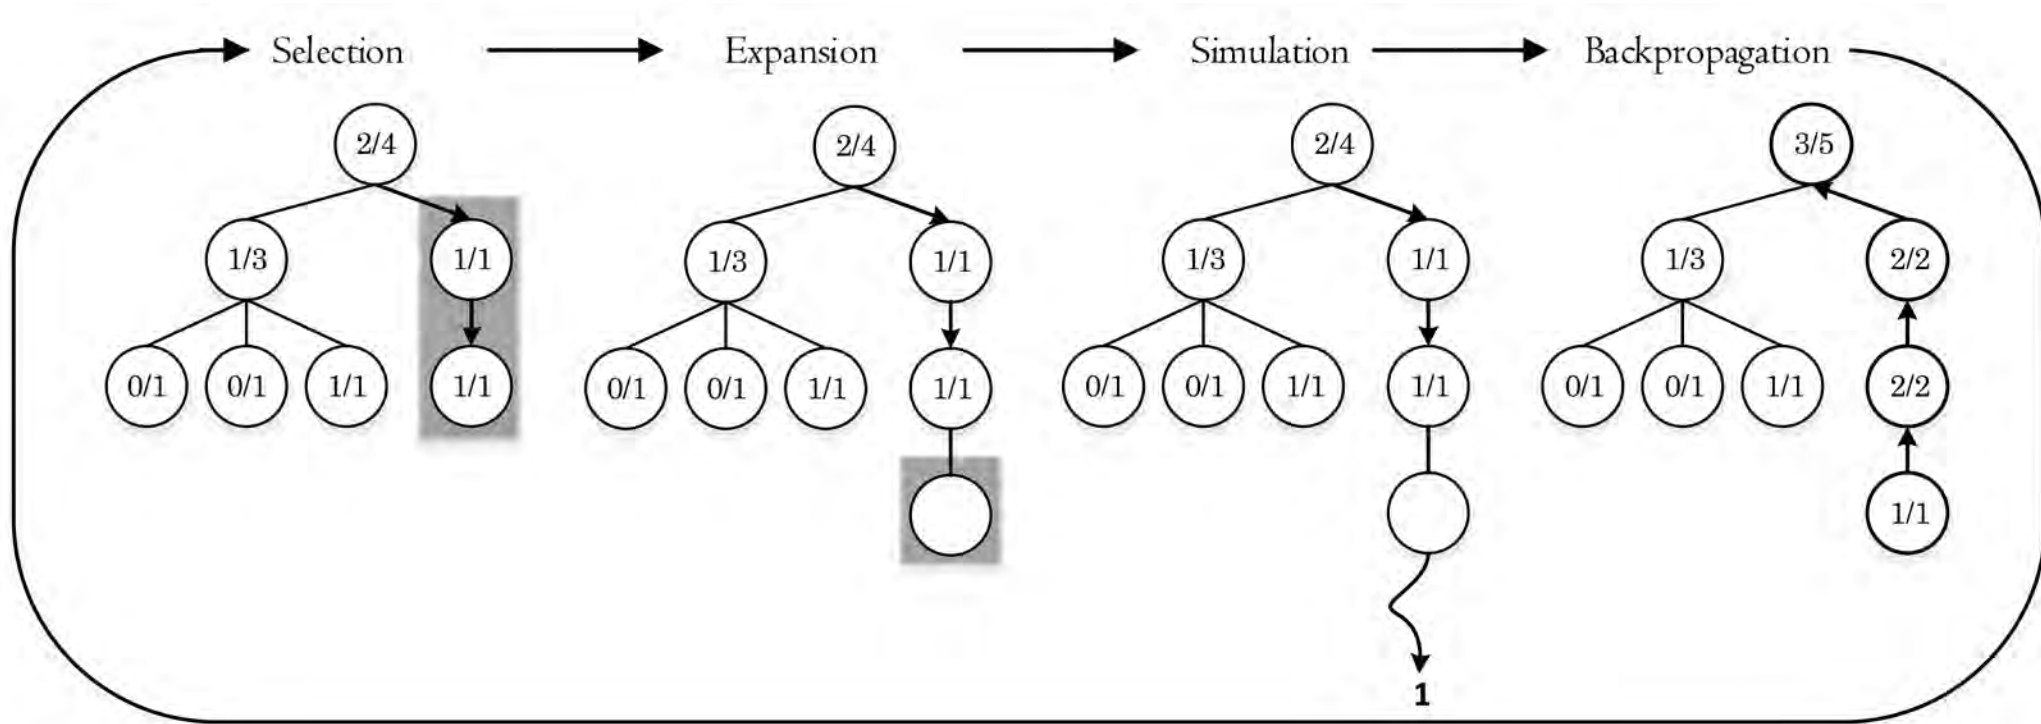 Selection Expansion Simulation Backpropagation
2/4 2/4 2/4 3/5
1/3 1/1 1/3 1/1 1/3 1/1 1/3 2/2
0/1 0/1 1/1 1/1 0/1 0/1 1/1 1/1 0/1 0/1 1/1 1/1 0/1 0/1 1/1 2/2
1/1
1